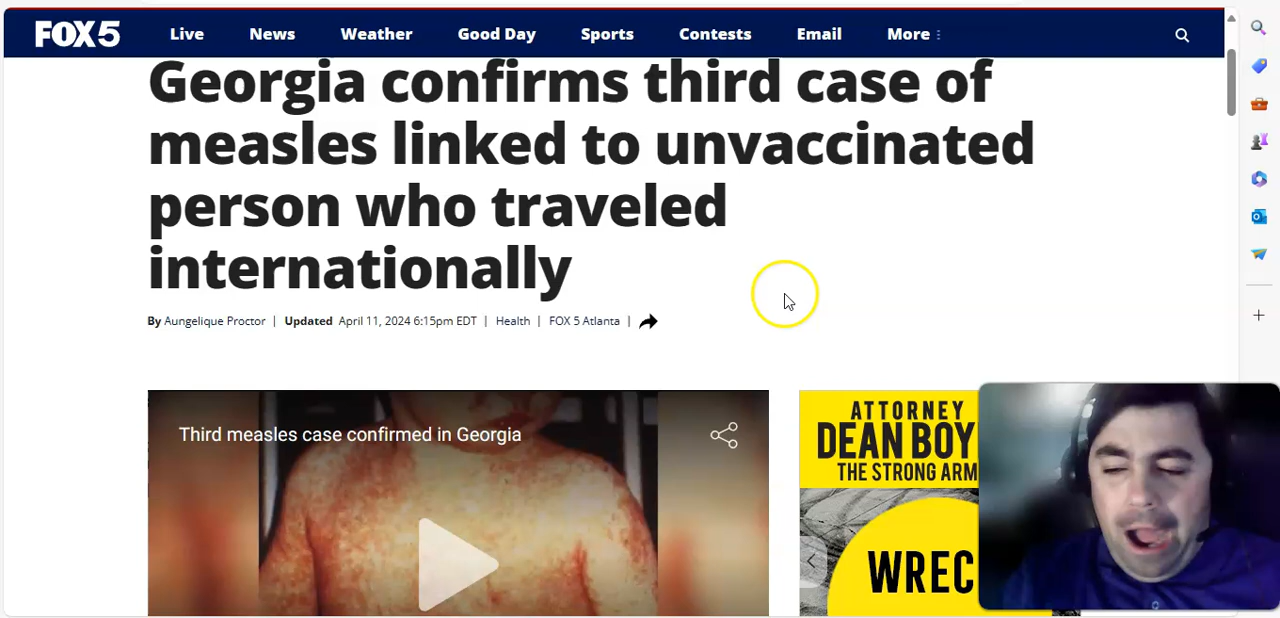 FOX 5
Live
News
Weather
Good Day
Sports
Contests
Email
More
Georgia confirms third case of
measles linked to unvaccinated
person who traveled
internationally
By Aungelique Proctor | Updated April 11, 2024 6:15pm EDT | Health | FOX 5 Atlanta |
Third measles case confirmed in Georgia
ATTORNEY
DEAN BOY
THE STRONG ARM
WREC